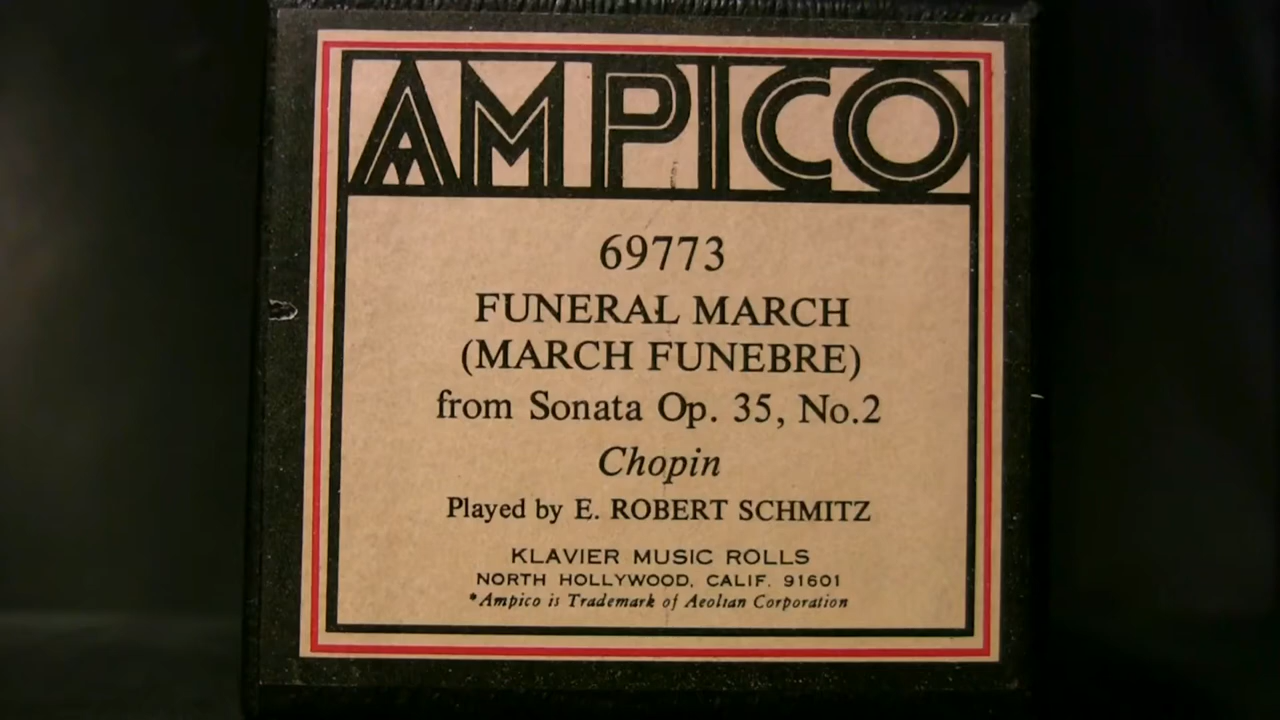 AMPICO
69773
FUNERAL MARCH
(MARCH FUNEBRE)
from Sonata Op. 35, No.2
Chopin
Played by E. ROBERT SCHMITZ
KLAVIER MUSIC ROLLS
NORTH HOLLYWOOD, CALIF. 91601
*Ampico is Trademark of Aeolian Corporation